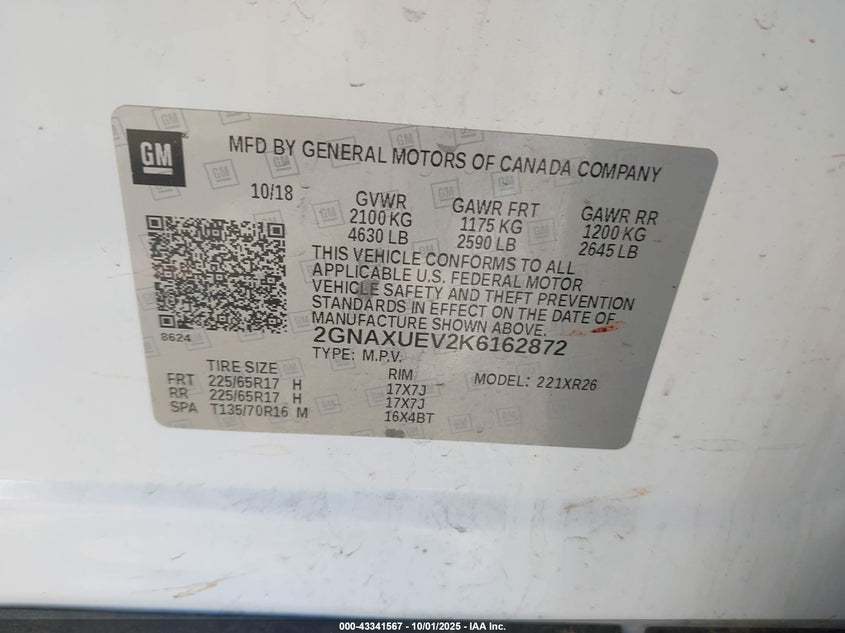 GM
MFD BY GENERAL MOTORS OF CANADA COMPANY
10/18
GVWR
2100 KG
4630 LB
GAWR FRT
1175 KG
2590 LB
GAWR RR
1200 KG
2645 LB
THIS VEHICLE CONFORMS TO ALL
APPLICABLE U.S. FEDERAL MOTOR
VEHICLE SAFETY AND THEFT PREVENTION
STANDARDS IN EFFECT ON THE DATE OF
MANUFACTURE SHOWN ABOVE.
8624
2GNAXUEV2K6162872
TYPE: M.P.V.
MODEL: 221XR26
TIRE SIZE RIM
FRT 225/65R17 H 17X7J
RR 225/65R17 H 17X7J
SPA T135/70R16 M 16X4BT
000-43341567 - 10/01/2025 - IAA Inc.